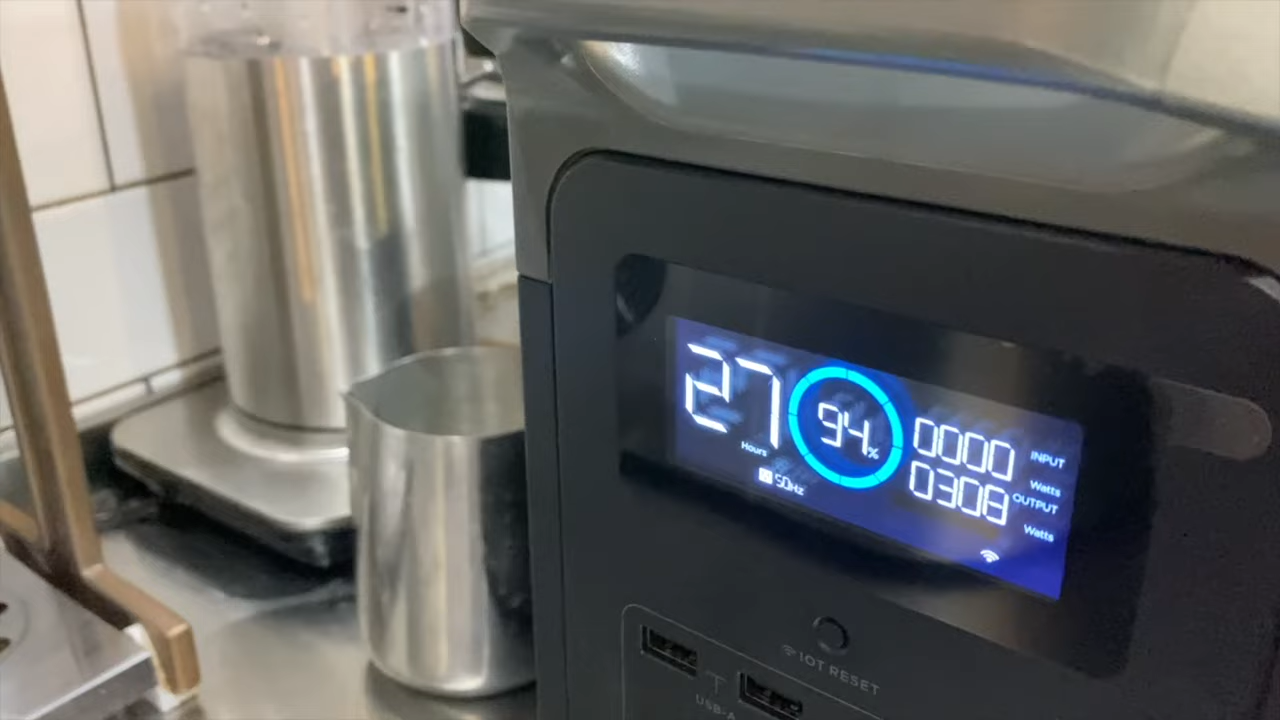 27
Hours
94%
50Hz
0000 INPUT
Watts
0308 OUTPUT
Watts
IOT RESET
USB-A